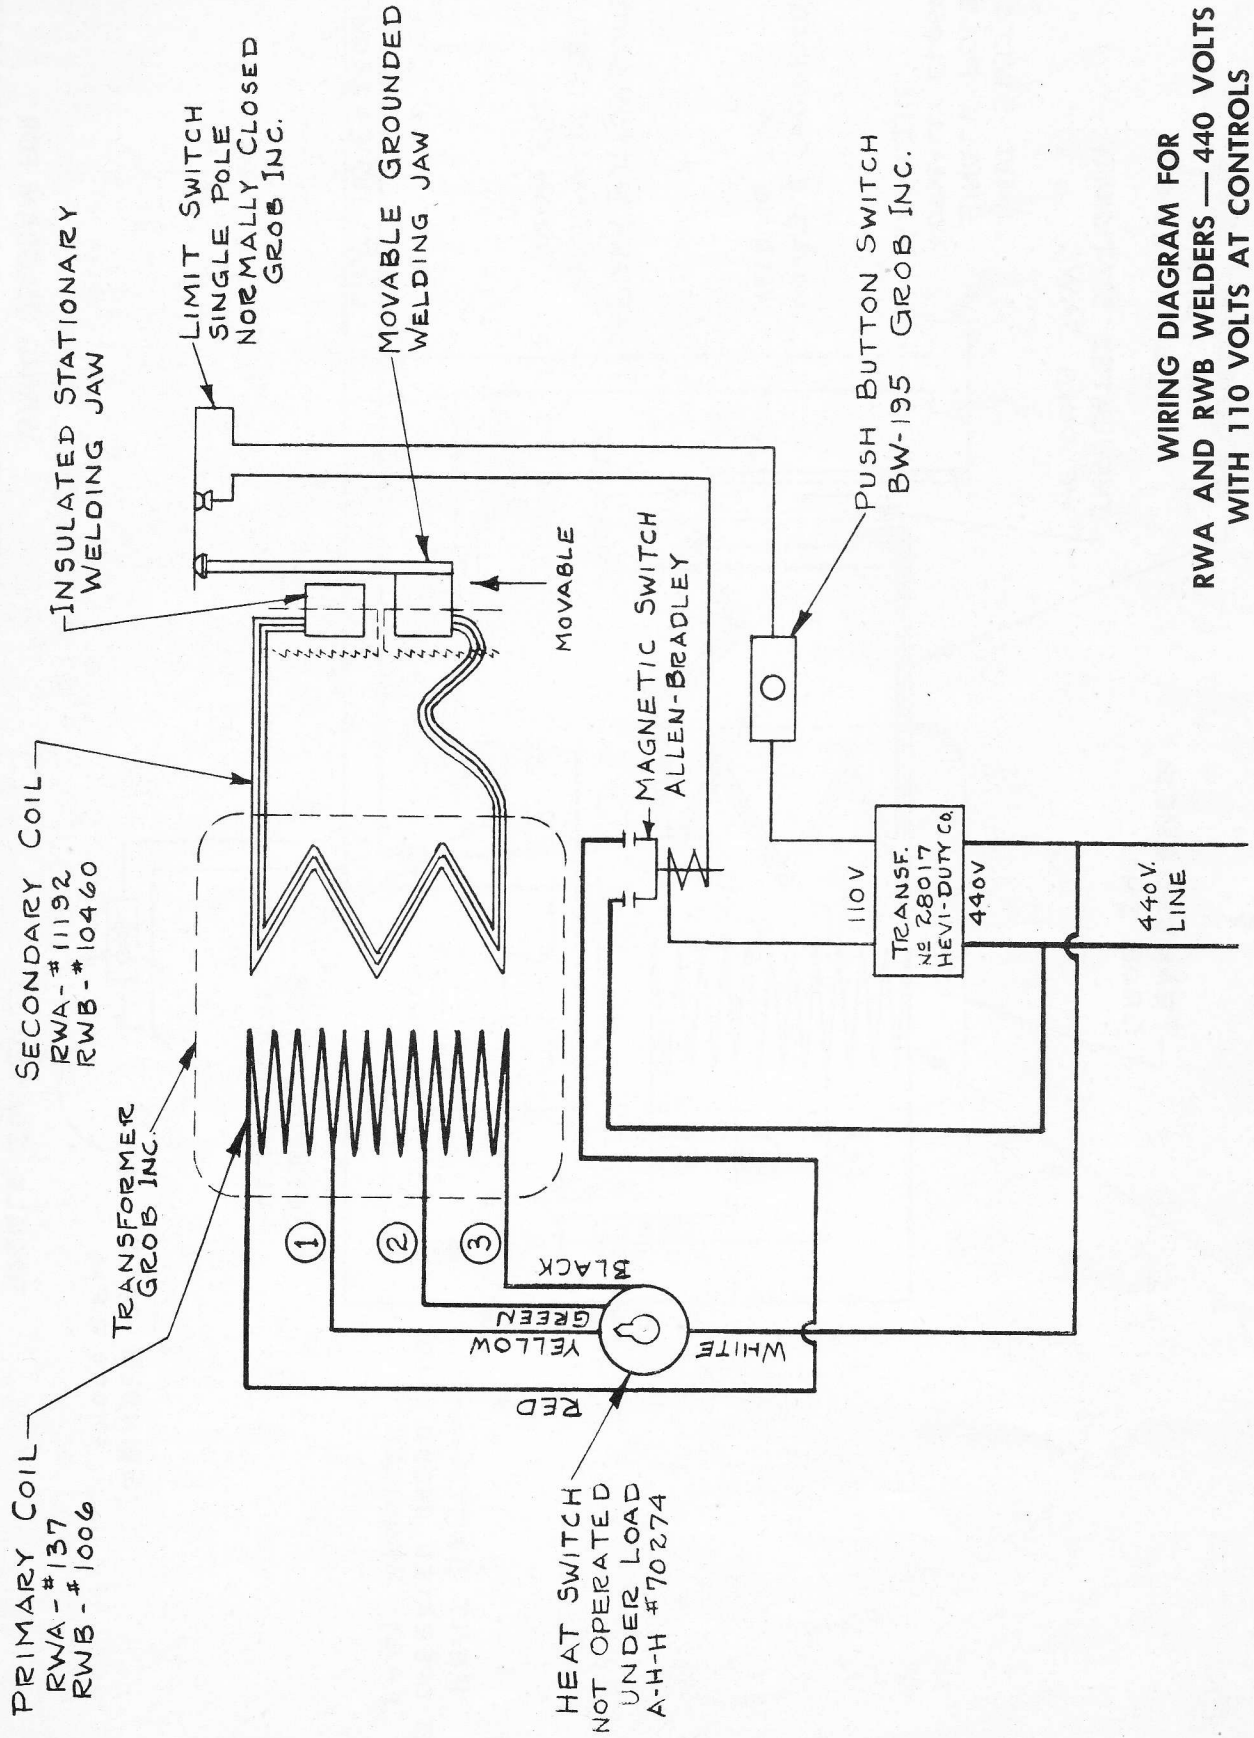 PRIMARY COIL
RWA-#137
RWB-#1006
TRANSFORMER
GROB INC.
SECONDARY COIL
RWA-#11192
RWB-#10460
INSULATED STATIONARY
WELDING JAW
LIMIT SWITCH
SINGLE POLE
NORMALLY CLOSED
GROB INC.
MOVABLE GROUNDED
WELDING JAW
MOVABLE
1
2
3
BLACK
GREEN
YELLOW
RED
WHITE
HEAT SWITCH
NOT OPERATED
UNDER LOAD
A-H-H #70274
MAGNETIC SWITCH
ALLEN-BRADLEY
PUSH BUTTON SWITCH
BW-195 GROB INC.
110V
TRANSF.
Nº 28017
HEVI-DUTY CO.
440V
440V.
LINE
WIRING DIAGRAM FOR
RWA AND RWB WELDERS — 440 VOLTS
WITH 110 VOLTS AT CONTROLS